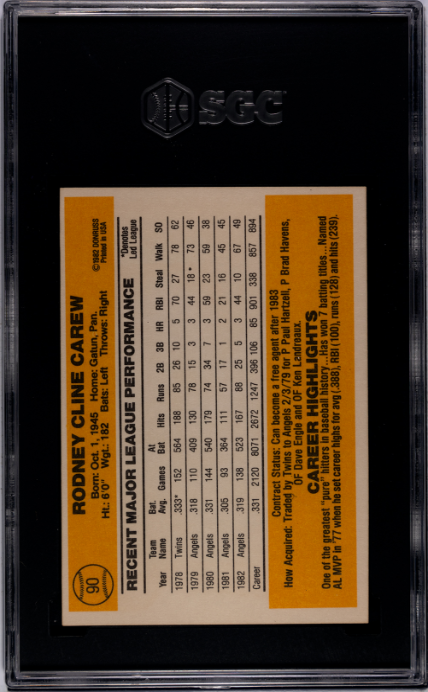 SGC
90
RODNEY CLINE CAREW
Born: Oct. 1, 1945 Home: Gatun, Pan.
Ht.: 6'0" Wgt.: 182 Bats: Left Throws: Right
©1982 DONRUSS
Printed in USA
RECENT MAJOR LEAGUE PERFORMANCE
*Denotes
Led League
Year Team Name Bat. Avg. Games At Bat Hits Runs 2B 3B HR RBI Steal Walk SO
1978 Twins .333* 152 564 188 85 26 10 5 70 27 78 62
1979 Angels .318 110 409 130 78 15 3 3 44 18 * 73 46
1980 Angels .331 144 540 179 74 34 7 3 59 23 59 38
1981 Angels .305 93 364 111 57 17 1 2 21 16 45 45
1982 Angels .319 138 523 167 88 25 5 3 44 10 67 49
Career .331 2120 8071 2672 1247 396 106 85 901 338 857 894
Contract Status: Can become a free agent after 1983
How Acquired: Traded by Twins to Angels 2/3/79 for P Paul Hartzell, P Brad Havens,
OF Dave Engle and OF Ken Landreaux.
CAREER HIGHLIGHTS
One of the greatest "pure" hitters in baseball history...Has won 7 batting titles...Named
AL MVP in '77 when he set career highs for avg (.388), RBI (100), runs (128) and hits (239).